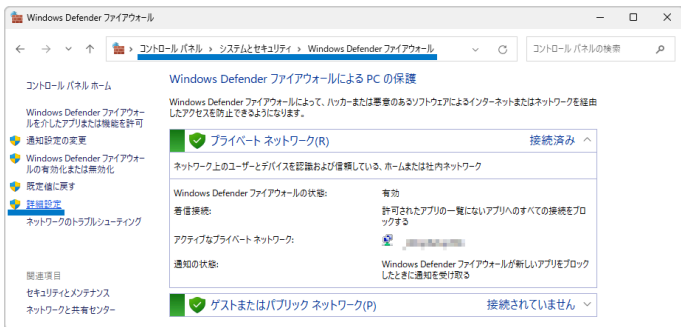 Windows Defender ファイアウォール
コントロール パネル › システムとセキュリティ › Windows Defender ファイアウォール
コントロール パネルの検索
コントロール パネル ホーム
Windows Defender ファイアウォー
ルを介したアプリまたは機能を許可
通知設定の変更
Windows Defender ファイアウォー
ルの有効化または無効化
既定値に戻す
詳細設定
ネットワークのトラブルシューティング
関連項目
セキュリティとメンテナンス
ネットワークと共有センター
Windows Defender ファイアウォールによる PC の保護
Windows Defender ファイアウォールによって、ハッカーまたは悪意のあるソフトウェアによるインターネットまたはネットワークを経由
したアクセスを防止できるようになります。
プライベート ネットワーク(R) 接続済み
ネットワーク上のユーザーとデバイスを認識および信頼している、ホームまたは社内ネットワーク
Windows Defender ファイアウォールの状態: 有効
着信接続: 許可されたアプリの一覧にないアプリへのすべての接続をブロ
ックする
アクティブなプライベート ネットワーク:
通知の状態: Windows Defender ファイアウォールが新しいアプリをブロック
したときに通知を受け取る
ゲストまたはパブリック ネットワーク(P) 接続されていません